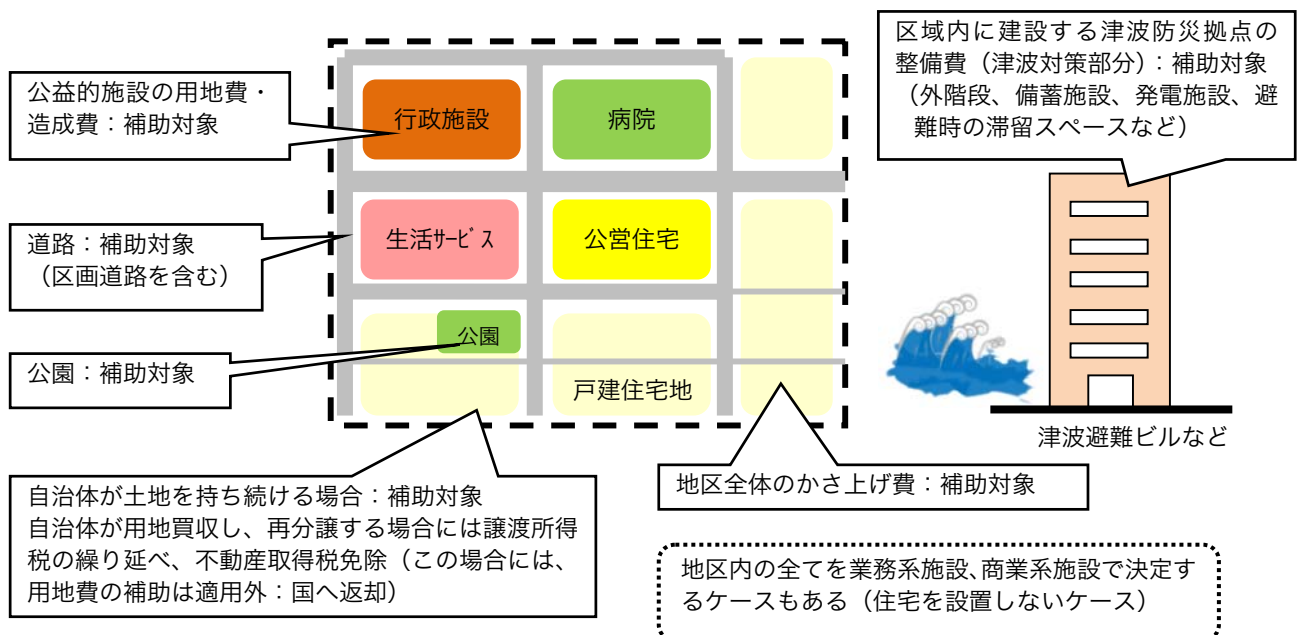 公益的施設の用地費・
造成費：補助対象
行政施設
病院
区域内に建設する津波防災拠点の
整備費（津波対策部分）：補助対象
（外階段、備蓄施設、発電施設、避
難時の滞留スペースなど）
道路：補助対象
（区画道路を含む）
生活ｻｰﾋﾞｽ
公営住宅
公園：補助対象
公園
戸建住宅地
津波避難ビルなど
自治体が土地を持ち続ける場合：補助対象
自治体が用地買収し、再分譲する場合には譲渡所得
税の繰り延べ、不動産取得税免除（この場合には、
用地費の補助は適用外：国へ返却）
地区全体のかさ上げ費：補助対象
地区内の全てを業務系施設、商業系施設で決定す
るケースもある（住宅を設置しないケース）